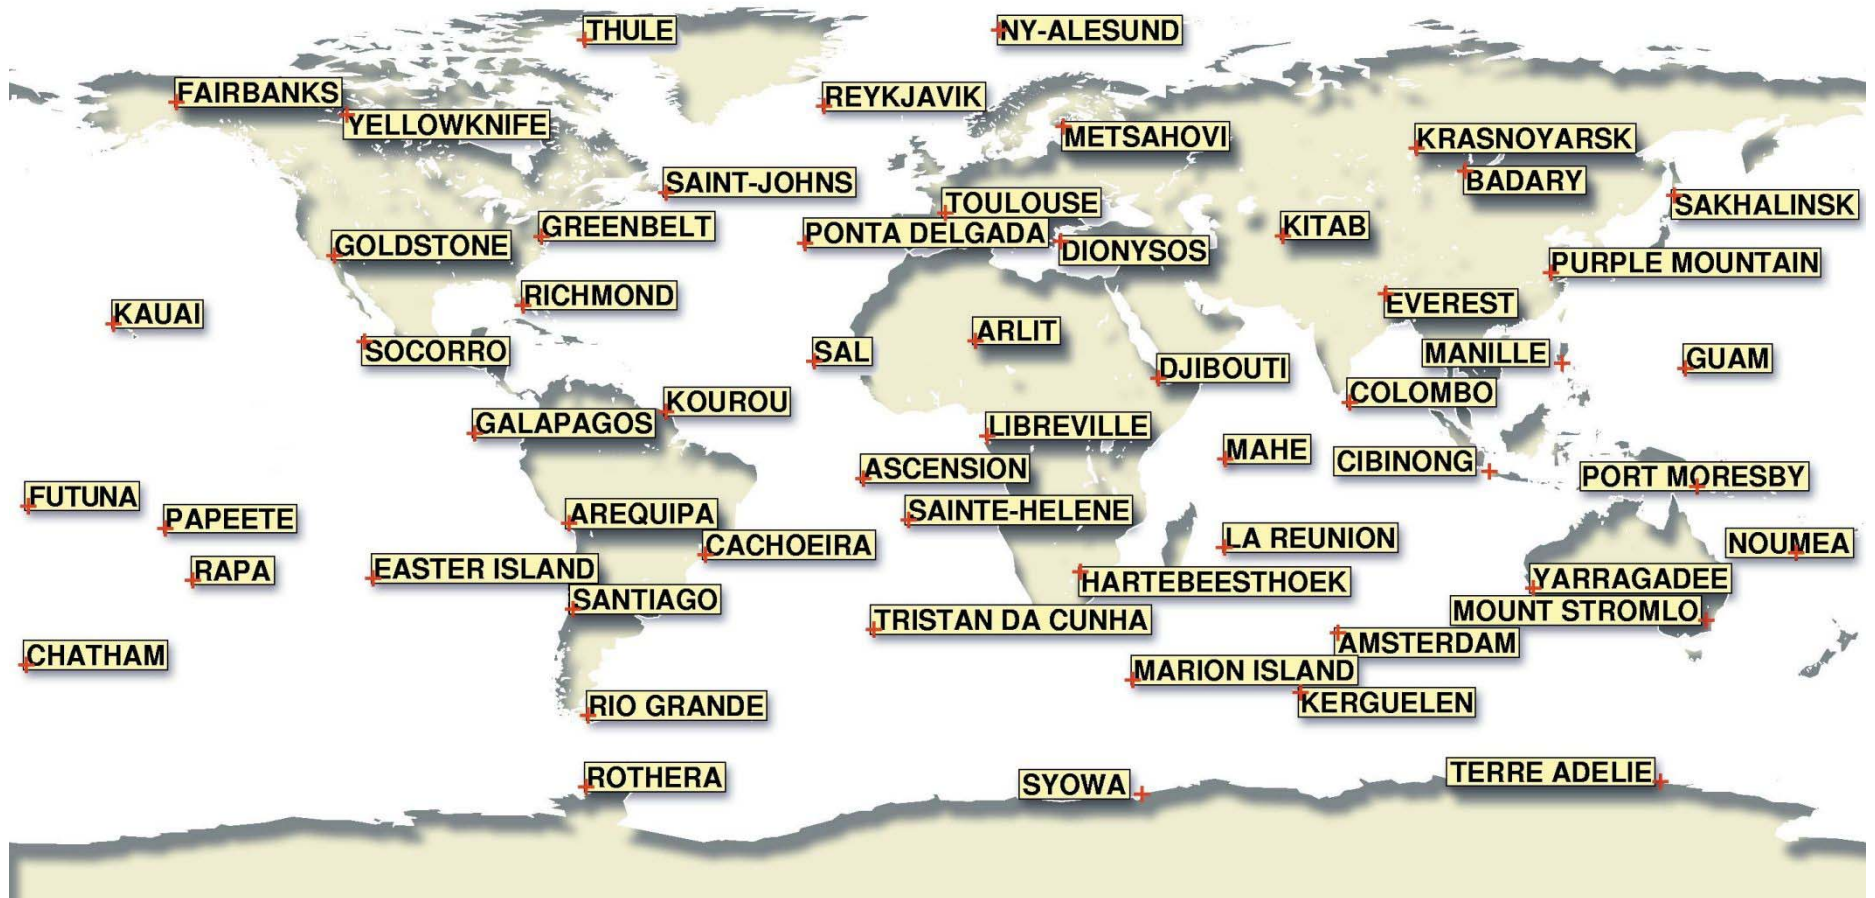 THULE
NY-ALESUND
FAIRBANKS
REYKJAVIK
YELLOWKNIFE
METSAHOVI
KRASNOYARSK
SAINT-JOHNS
BADARY
TOULOUSE
SAKHALINSK
GREENBELT
PONTA DELGADA
KITAB
GOLDSTONE
DIONYSOS
PURPLE MOUNTAIN
RICHMOND
EVEREST
KAUAI
ARLIT
SOCORRO
SAL
MANILLE
GUAM
DJIBOUTI
COLOMBO
KOUROU
GALAPAGOS
LIBREVILLE
MAHE
CIBINONG
ASCENSION
PORT MORESBY
FUTUNA
PAPEETE
AREQUIPA
SAINTE-HELENE
CACHOEIRA
LA REUNION
NOUMEA
RAPA
EASTER ISLAND
HARTEBEESTHOEK
YARRAGADEE
SANTIAGO
TRISTAN DA CUNHA
MOUNT STROMLO
AMSTERDAM
CHATHAM
MARION ISLAND
KERGUELEN
RIO GRANDE
ROTHERA
SYOWA
TERRE ADELIE